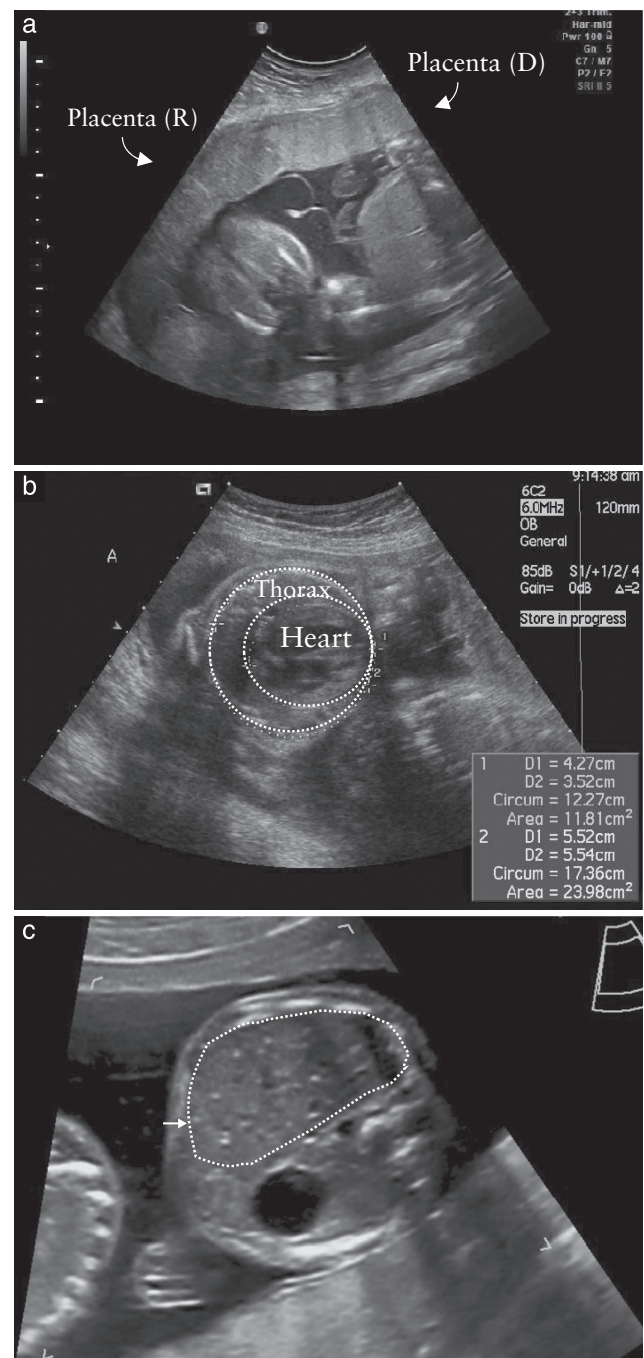 a
2+3 Trim.
Har-mid
Pwr 100
Gn 5
C7 / M7
P2 / E2
SRI II 5
Placenta (D)
Placenta (R)
b
9:14:38 am
6C2
6.0MHz 120mm
OB
General
85dB S1/+1/2/4
Gain= 0dB Δ=2
Store in progress
A
Thorax
Heart
1
2
1 D1 = 4.27cm
D2 = 3.52cm
Circum = 12.27cm
Area = 11.81cm²
2 D1 = 5.52cm
D2 = 5.54cm
Circum = 17.36cm
Area = 23.98cm²
c